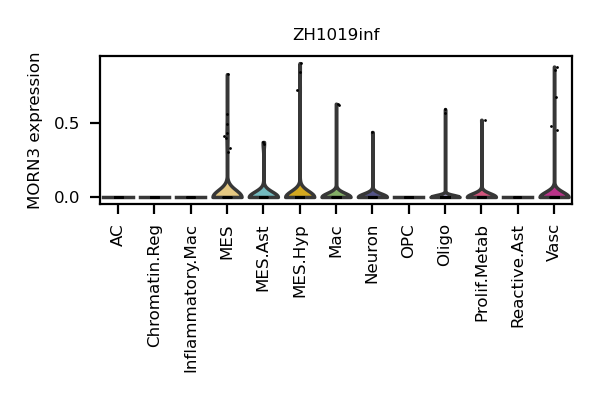 ZH1019inf
MORN3 expression
0.5
0.0
AC
Chromatin.Reg
Inflammatory.Mac
MES
MES.Ast
MES.Hyp
Mac
Neuron
OPC
Oligo
Prolif.Metab
Reactive.Ast
Vasc